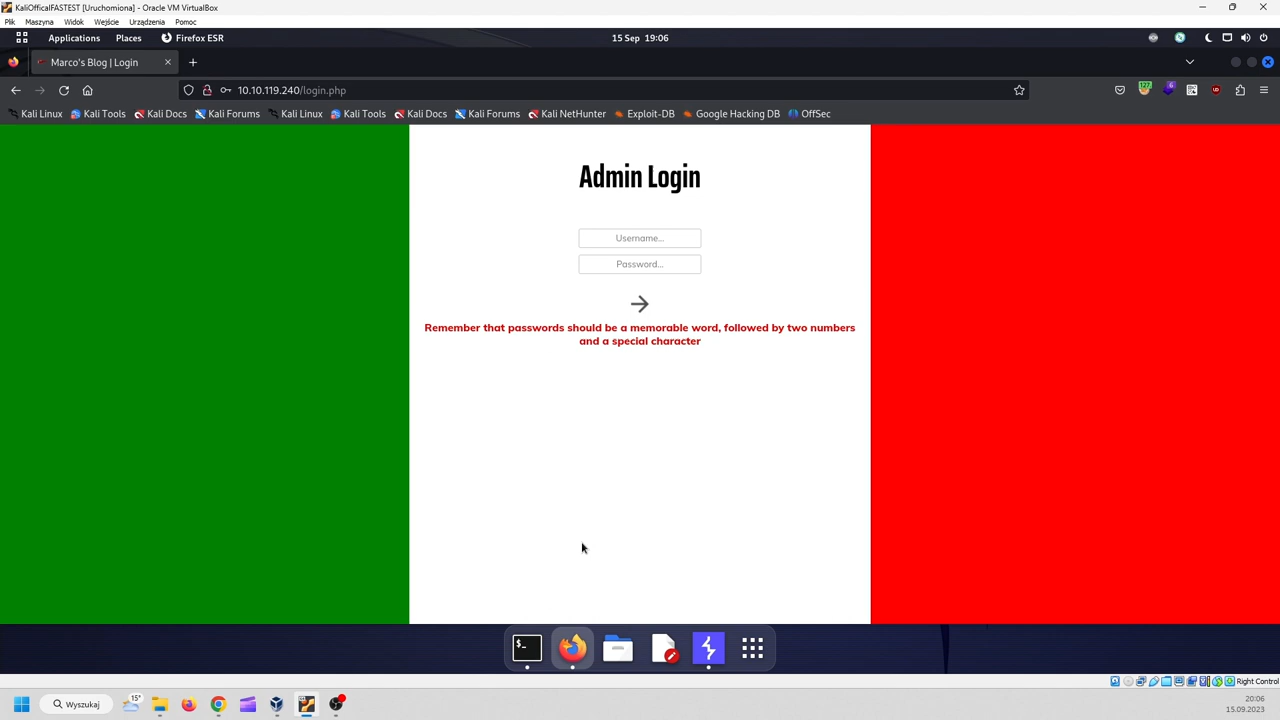 KaliOfficalFASTEST [Uruchomiona] - Oracle VM VirtualBox
Plik Maszyna Widok Wejście Urządzenia Pomoc
Applications Places Firefox ESR 15 Sep 19:06
Marco's Blog | Login
10.10.119.240/login.php
Kali Linux Kali Tools Kali Docs Kali Forums Kali Linux Kali Tools Kali Docs Kali Forums Kali NetHunter Exploit-DB Google Hacking DB OffSec
Admin Login
Username...
Password...
Remember that passwords should be a memorable word, followed by two numbers
and a special character
Right Control
Wyszukaj
15°
20:06
15.09.2023